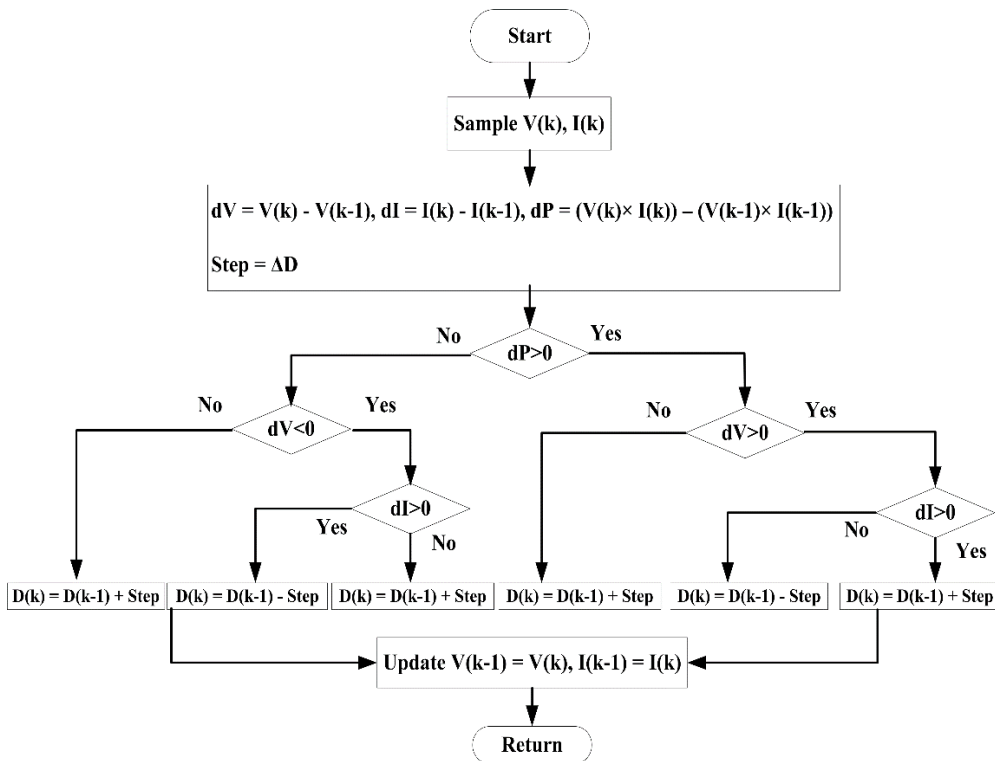 Start
Sample V(k), I(k)
dV = V(k) - V(k-1), dI = I(k) - I(k-1), dP = (V(k)× I(k)) – (V(k-1)× I(k-1))
Step = ΔD
No
Yes
dP>0
No
Yes
No
Yes
dV<0
dV>0
dI>0
dI>0
Yes
No
No
Yes
D(k) = D(k-1) + Step
D(k) = D(k-1) - Step
D(k) = D(k-1) + Step
D(k) = D(k-1) + Step
D(k) = D(k-1) - Step
D(k) = D(k-1) + Step
Update V(k-1) = V(k), I(k-1) = I(k)
Return